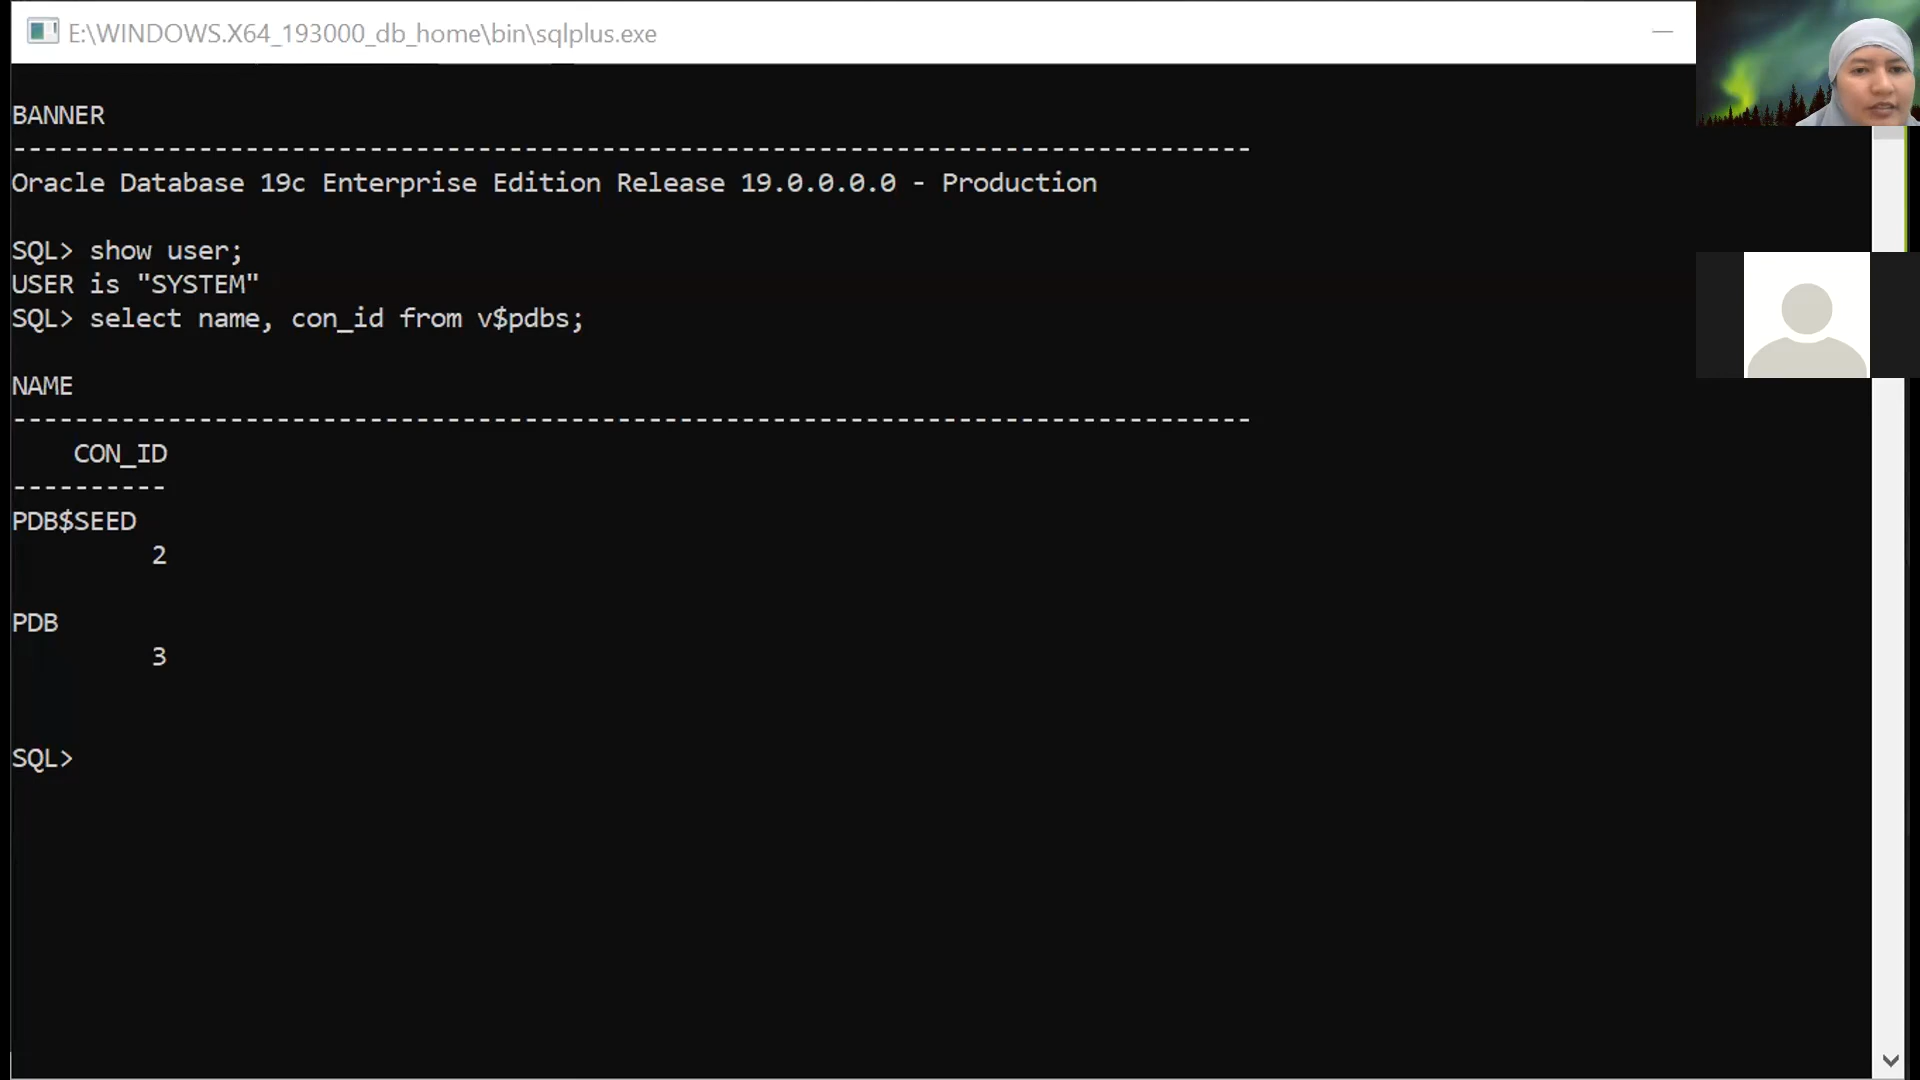 E:\WINDOWS.X64_193000_db_home\bin\sqlplus.exe
BANNER
--------------------------------------------------------------------------------
Oracle Database 19c Enterprise Edition Release 19.0.0.0.0 - Production
SQL> show user;
USER is "SYSTEM"
SQL> select name, con_id from v$pdbs;
NAME
--------------------------------------------------------------------------------
    CON_ID
----------
PDB$SEED
         2
PDB
         3
SQL>